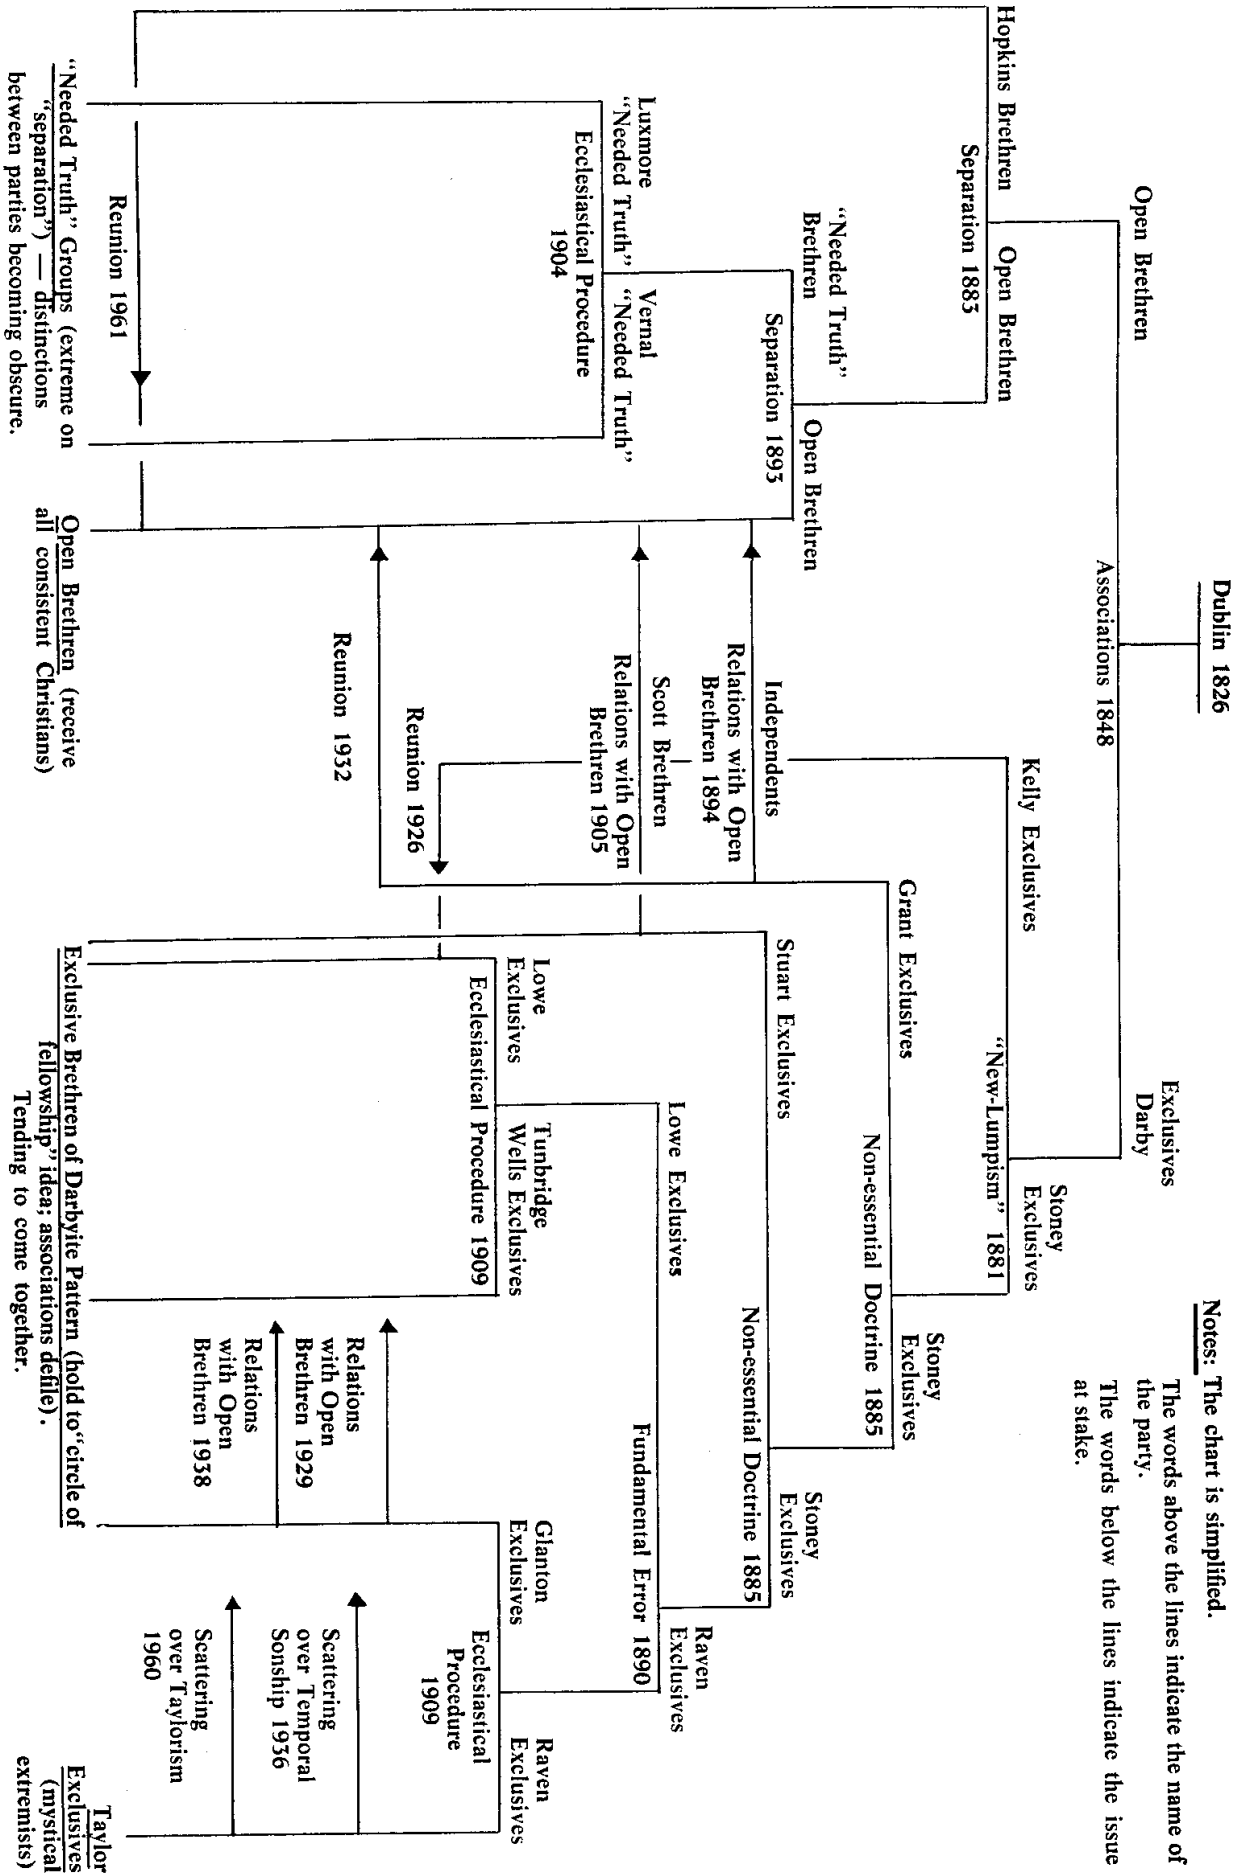 Dublin 1826
Notes: The chart is simplified.
The words above the lines indicate the name of
the party.
The words below the lines indicate the issue
at stake.
Open Brethren
Exclusives
Darby
Associations 1848
Hopkins Brethren
Open Brethren
Separation 1883
Kelly Exclusives
Stoney
Exclusives
"New-Lumpism" 1881
"Needed Truth"
Brethren
Open Brethren
Separation 1893
Grant Exclusives
Stoney
Exclusives
Non-essential Doctrine 1885
Independents
Relations with Open
Brethren 1894
Stuart Exclusives
Stoney
Exclusives
Non-essential Doctrine 1885
Luxmore
"Needed Truth"
Vernal
"Needed Truth"
Ecclesiastical Procedure
1904
Scott Brethren
Relations with Open
Brethren 1905
Lowe Exclusives
Raven
Exclusives
Fundamental Error 1890
Lowe
Exclusives
Tunbridge
Wells Exclusives
Ecclesiastical Procedure 1909
Glanton
Exclusives
Raven
Exclusives
Ecclesiastical
Procedure
1909
Reunion 1926
Reunion 1932
Relations
with Open
Brethren 1929
Scattering
over Temporal
Sonship 1936
Relations
with Open
Brethren 1938
Scattering
over Taylorism
1960
Reunion 1961
"Needed Truth" Groups (extreme on
"separation") — distinctions
between parties becoming obscure.
Open Brethren (receive
all consistent Christians)
Exclusive Brethren of Darbyite Pattern (hold to "circle of
fellowship" idea; associations defile).
Tending to come together.
Taylor
Exclusives
(mystical
extremists)